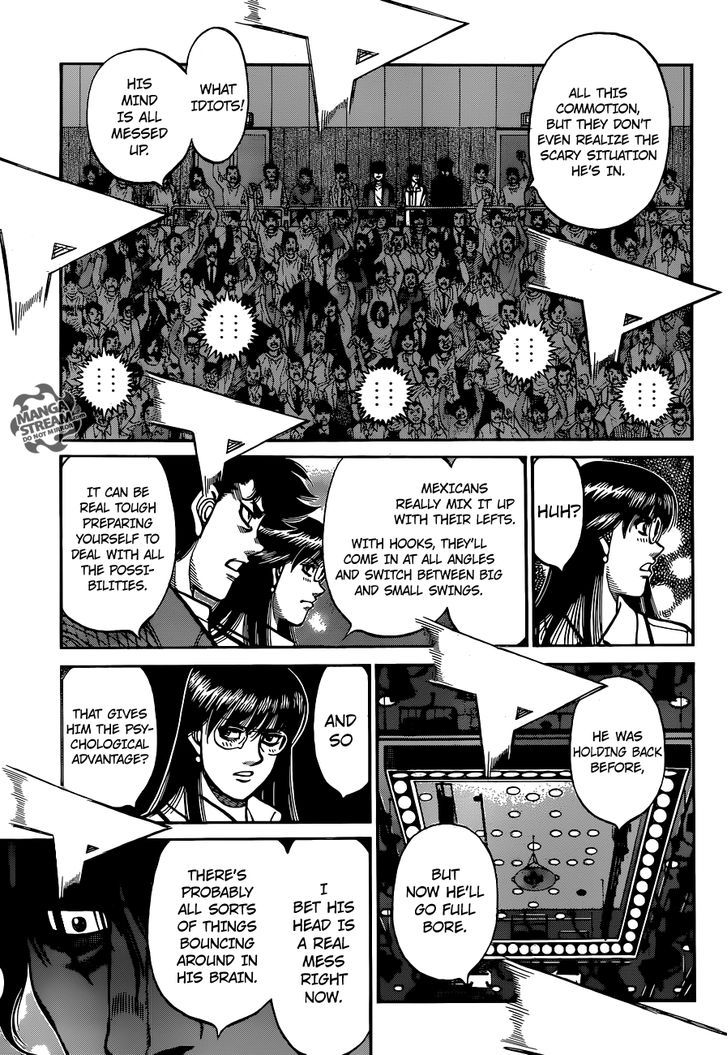 ALL THIS
COMMOTION,
BUT THEY DON'T
EVEN REALIZE THE
SCARY SITUATION
HE'S IN.
WHAT
IDIOTS!
HIS
MIND
IS ALL
MESSED
UP.
MANGA
STREAM.COM
DO NOT MIRROR
HUH?
MEXICANS
REALLY MIX IT UP
WITH THEIR LEFTS.
WITH HOOKS, THEY'LL
COME IN AT ALL ANGLES
AND SWITCH BETWEEN BIG
AND SMALL SWINGS.
IT CAN BE
REAL TOUGH
PREPARING
YOURSELF TO
DEAL WITH ALL
THE POSSI-
BILITIES.
HE WAS
HOLDING BACK
BEFORE,
BUT
NOW HE'LL
GO FULL
BORE.
AND
SO
THAT GIVES
HIM THE PSY-
CHOLOGICAL
ADVANTAGE?
I
BET HIS
HEAD IS A
REAL MESS
RIGHT
NOW.
THERE'S
PROBABLY
ALL SORTS
OF THINGS
BOUNCING
AROUND IN
HIS BRAIN.